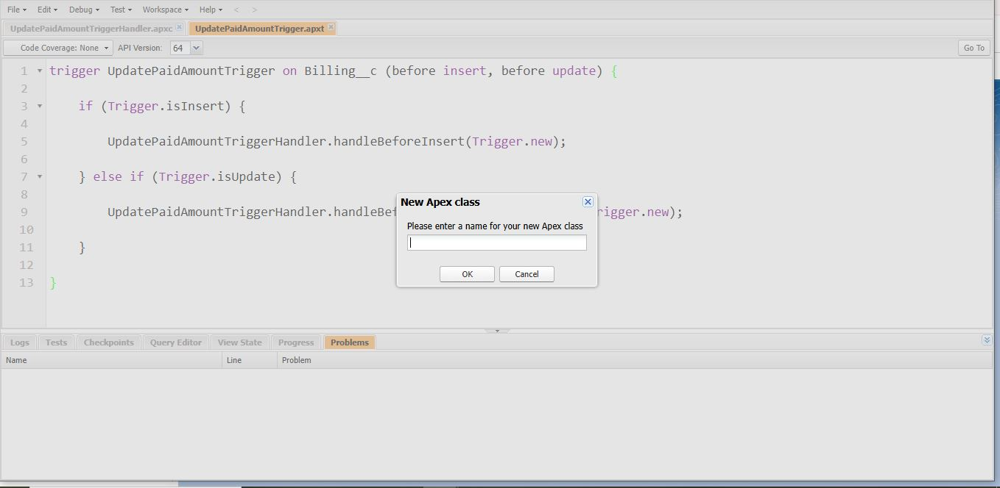 File Edit Debug Test Workspace Help < >
UpdatePaidAmountTriggerHandler.apxc UpdatePaidAmountTrigger.apxt
Code Coverage: None API Version: 64 Go To
1 trigger UpdatePaidAmountTrigger on Billing__c (before insert, before update) {
2
3 if (Trigger.isInsert) {
4
5 UpdatePaidAmountTriggerHandler.handleBeforeInsert(Trigger.new);
6
7 } else if (Trigger.isUpdate) {
8
9 UpdatePaidAmountTriggerHandler.handleBef rigger.new);
10
11 }
12
13 }
New Apex class
Please enter a name for your new Apex class
OK Cancel
Logs Tests Checkpoints Query Editor View State Progress Problems
Name Line Problem